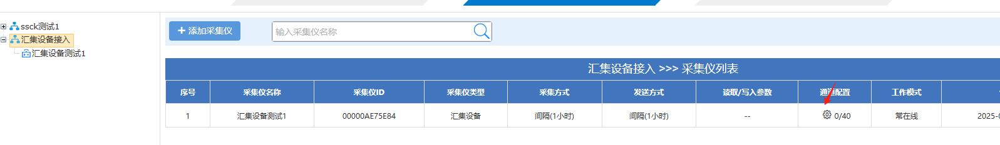 ssck测试1
汇集设备接入
汇集设备测试1
+ 添加采集仪
输入采集仪名称
汇集设备接入 >>> 采集仪列表
序号 采集仪名称 采集仪ID 采集仪类型 采集方式 发送方式 读取/写入参数 通道配置 工作模式
1 汇集设备测试1 00000AE75E84 汇集设备 间隔(1小时) 间隔(1小时) -- 0/40 常在线 2025-0